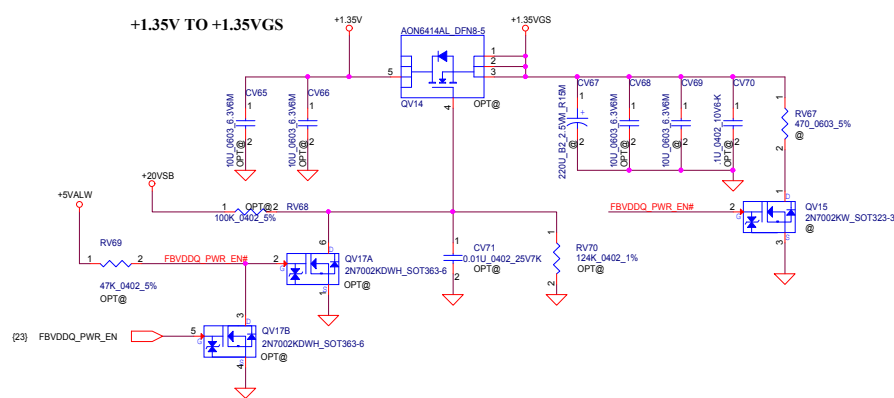 +1.35V TO +1.35VGS
+1.35V
AON6414AL_DFN8-5
+1.35VGS
5
1
2
3
QV14
OPT@
4
CV65
1
2
10U_0603_6.3V6M
OPT@
CV66
1
2
10U_0603_6.3V6M
OPT@
CV67
1
+
2
220U_B2_2.5VM_R15M
@
CV68
1
2
10U_0603_6.3V6M
OPT@
CV69
1
2
10U_0603_6.3V6M
OPT@
CV70
1
2
.1U_0402_10V6-K
OPT@
1
RV67
470_0603_5%
@
2
+20VSB
1
OPT@
2
RV68
100K_0402_5%
+5VALW
RV69
1
2
47K_0402_5%
OPT@
FBVDDQ_PWR_EN#
2
G
6
D
QV17A
2N7002KDWH_SOT363-6
S
1
OPT@
CV71
1
0.01U_0402_25V7K
OPT@
2
1
RV70
124K_0402_1%
OPT@
2
FBVDDQ_PWR_EN#
2
G
1
D
QV15
2N7002KW_SOT323-3
@
S
3
{23}
FBVDDQ_PWR_EN
5
G
3
D
QV17B
2N7002KDWH_SOT363-6
OPT@
S
4